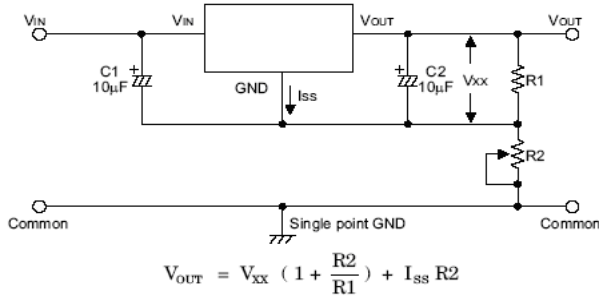 VIN VIN VOUT VOUT
C1
10μF
GND
ISS
C2
10μF
VXX
R1
R2
Common Single point GND Common
VOUT = VXX ( 1 + R2/R1 ) + ISS R2